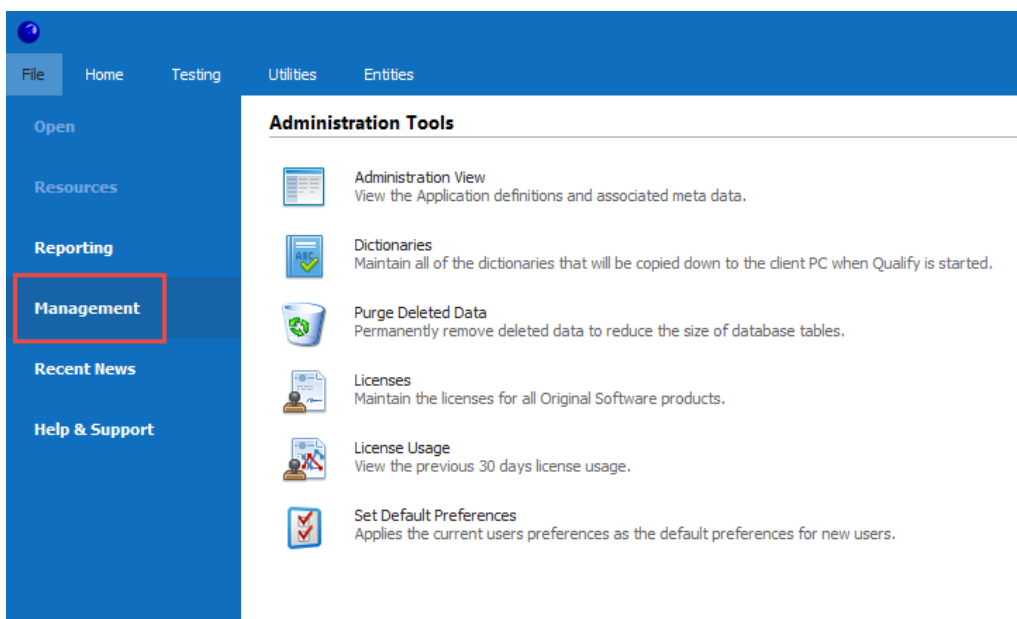 File Home Testing Utilities Entities
Open
Resources
Reporting
Management
Recent News
Help & Support
Administration Tools
Administration View
View the Application definitions and associated meta data.
Dictionaries
Maintain all of the dictionaries that will be copied down to the client PC when Qualify is started.
Purge Deleted Data
Permanently remove deleted data to reduce the size of database tables.
Licenses
Maintain the licenses for all Original Software products.
License Usage
View the previous 30 days license usage.
Set Default Preferences
Applies the current users preferences as the default preferences for new users.
ABC